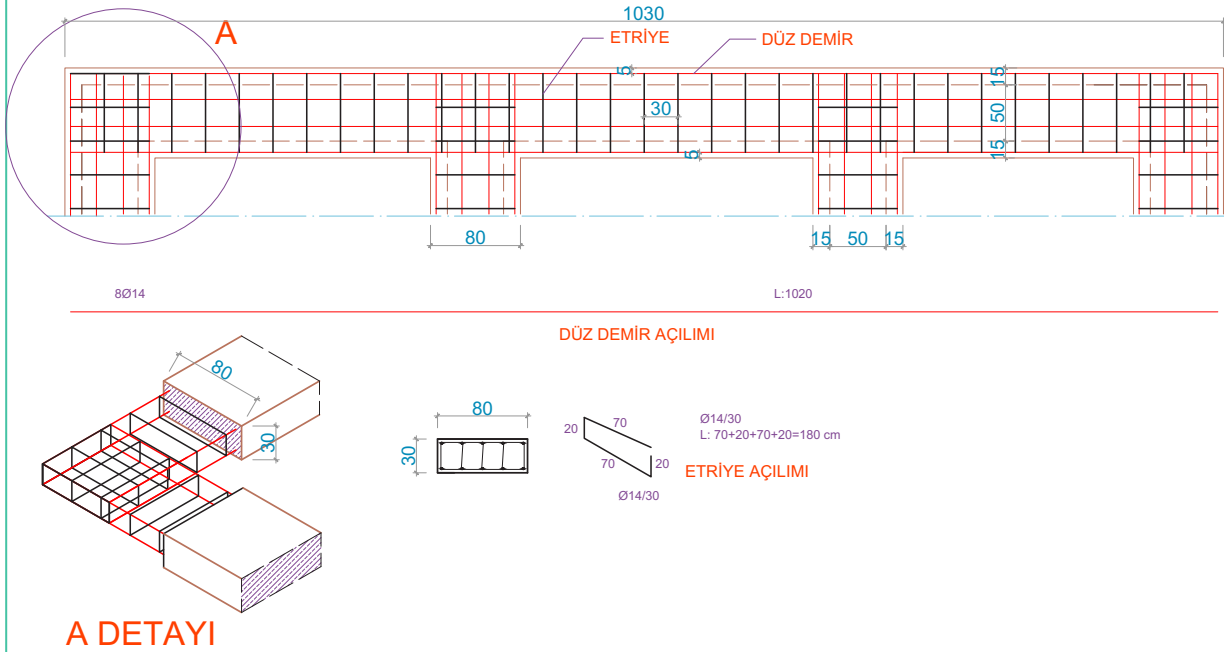 1030
A
ETRİYE
DÜZ DEMİR
5
15
30
50
5
15
80
15
50
15
8Ø14
L:1020
DÜZ DEMİR AÇILIMI
80
30
80
30
20
70
70
20
Ø14/30
Ø14/30
L: 70+20+70+20=180 cm
ETRİYE AÇILIMI
A DETAYI